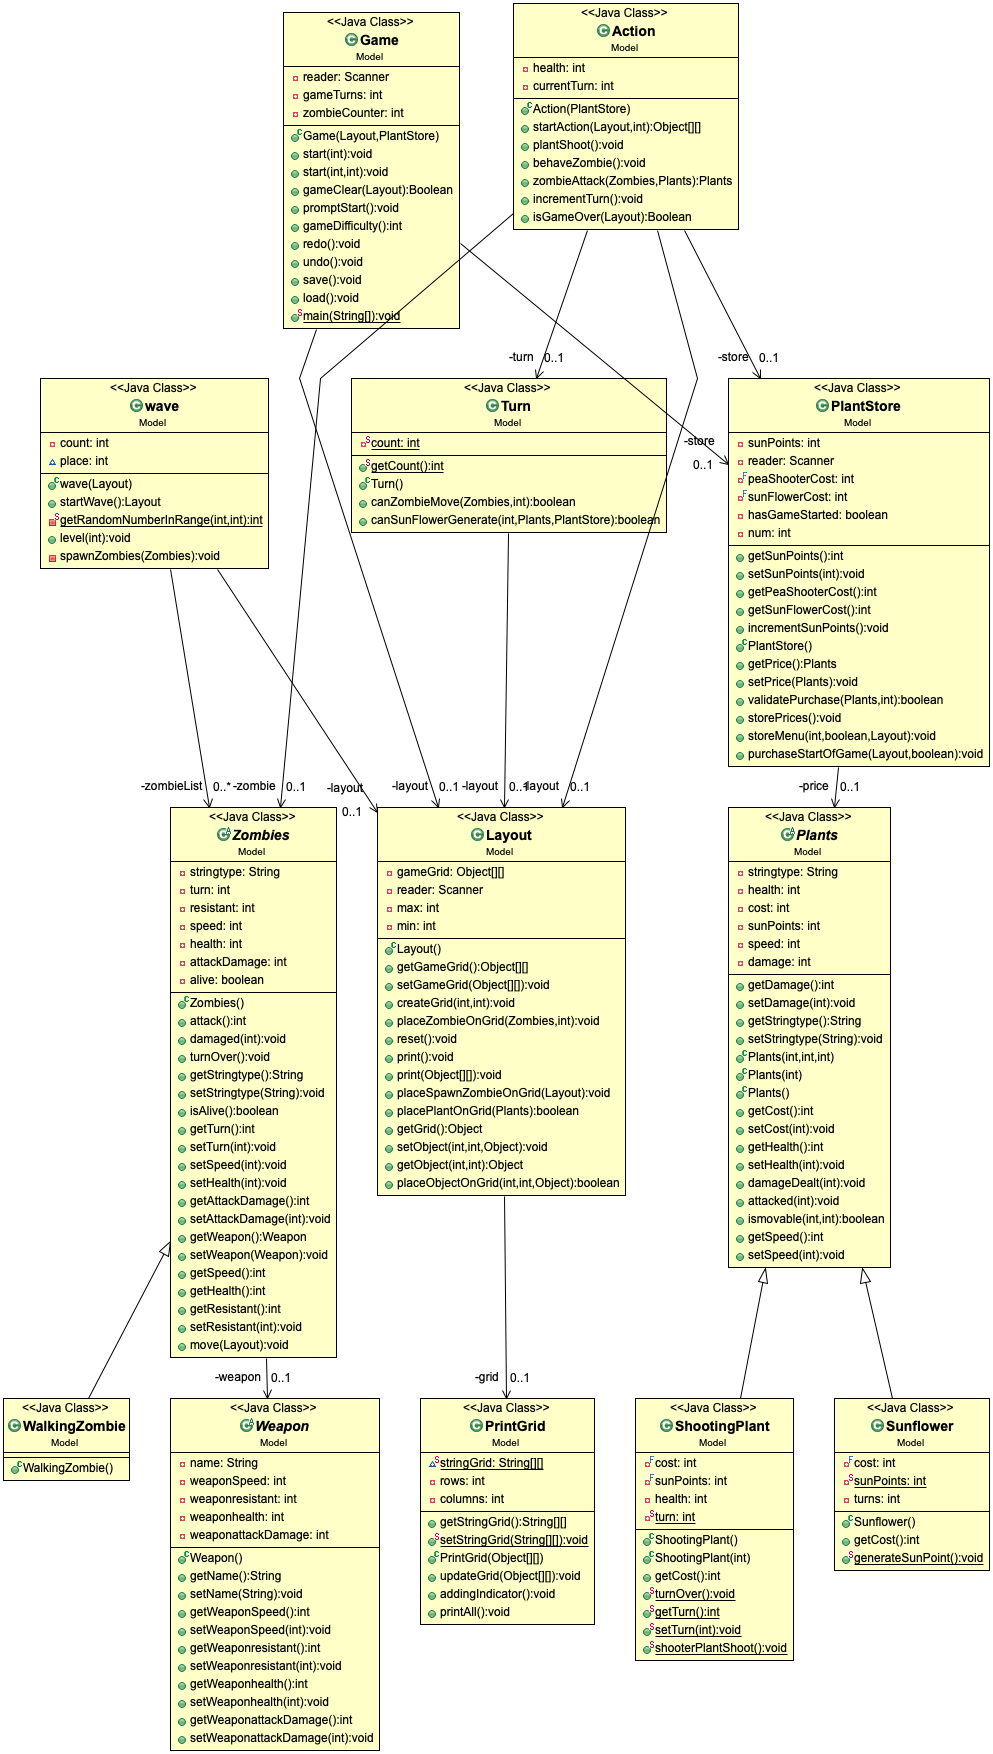 <<Java Class>>
Game
Model
reader: Scanner
gameTurns: int
zombieCounter: int
Game(Layout,PlantStore)
start(int):void
start(int,int):void
gameClear(Layout):Boolean
promptStart():void
gameDifficulty():int
redo():void
undo():void
save():void
load():void
main(String[]):void
<<Java Class>>
Action
Model
health: int
currentTurn: int
Action(PlantStore)
startAction(Layout,int):Object[][]
plantShoot():void
behaveZombie():void
zombieAttack(Zombies,Plants):Plants
incrementTurn():void
isGameOver(Layout):Boolean
-turn 0..1
-store 0..1
-store
0..1
<<Java Class>>
wave
Model
count: int
place: int
wave(Layout)
startWave():Layout
getRandomNumberInRange(int,int):int
level(int):void
spawnZombies(Zombies):void
<<Java Class>>
Turn
Model
count: int
getCount():int
Turn()
canZombieMove(Zombies,int):boolean
canSunFlowerGenerate(int,Plants,PlantStore):boolean
<<Java Class>>
PlantStore
Model
sunPoints: int
reader: Scanner
peaShooterCost: int
sunFlowerCost: int
hasGameStarted: boolean
num: int
getSunPoints():int
setSunPoints(int):void
getPeaShooterCost():int
getSunFlowerCost():int
incrementSunPoints():void
PlantStore()
getPrice():Plants
setPrice(Plants):void
validatePurchase(Plants,int):boolean
storePrices():void
storeMenu(int,boolean,Layout):void
purchaseStartOfGame(Layout,boolean):void
-zombieList 0..*
-zombie 0..1
-layout
0..1
-layout 0..1
-layout 0..1
-layout 0..1
-price 0..1
<<Java Class>>
Zombies
Model
stringtype: String
turn: int
resistant: int
speed: int
health: int
attackDamage: int
alive: boolean
Zombies()
attack():int
damaged(int):void
turnOver():void
getStringtype():String
setStringtype(String):void
isAlive():boolean
getTurn():int
setTurn(int):void
setSpeed(int):void
setHealth(int):void
getAttackDamage():int
setAttackDamage(int):void
getWeapon():Weapon
setWeapon(Weapon):void
getSpeed():int
getHealth():int
getResistant():int
setResistant(int):void
move(Layout):void
<<Java Class>>
Layout
Model
gameGrid: Object[][]
reader: Scanner
max: int
min: int
Layout()
getGameGrid():Object[][]
setGameGrid(Object[][]):void
createGrid(int,int):void
placeZombieOnGrid(Zombies,int):void
reset():void
print():void
print(Object[][]):void
placeSpawnZombieOnGrid(Layout):void
placePlantOnGrid(Plants):boolean
getGrid():Object
setObject(int,int,Object):void
getObject(int,int):Object
placeObjectOnGrid(int,int,Object):boolean
<<Java Class>>
Plants
Model
stringtype: String
health: int
cost: int
sunPoints: int
speed: int
damage: int
getDamage():int
setDamage(int):void
getStringtype():String
setStringtype(String):void
Plants(int,int,int)
Plants(int)
Plants()
getCost():int
setCost(int):void
getHealth():int
setHealth(int):void
damageDealt(int):void
attacked(int):void
ismovable(int,int):boolean
getSpeed():int
setSpeed(int):void
-weapon 0..1
-grid 0..1
<<Java Class>>
WalkingZombie
Model
WalkingZombie()
<<Java Class>>
Weapon
Model
name: String
weaponSpeed: int
weaponresistant: int
weaponhealth: int
weaponattackDamage: int
Weapon()
getName():String
setName(String):void
getWeaponSpeed():int
setWeaponSpeed(int):void
getWeaponresistant():int
setWeaponresistant(int):void
getWeaponhealth():int
setWeaponhealth(int):void
getWeaponattackDamage():int
setWeaponattackDamage(int):void
<<Java Class>>
PrintGrid
Model
stringGrid: String[][]
rows: int
columns: int
getStringGrid():String[][]
setStringGrid(String[][]):void
PrintGrid(Object[][])
updateGrid(Object[][]):void
addingIndicator():void
printAll():void
<<Java Class>>
ShootingPlant
Model
cost: int
sunPoints: int
health: int
turn: int
ShootingPlant()
ShootingPlant(int)
getCost():int
turnOver():void
getTurn():int
setTurn(int):void
shooterPlantShoot():void
<<Java Class>>
Sunflower
Model
cost: int
sunPoints: int
turns: int
Sunflower()
getCost():int
generateSunPoint():void